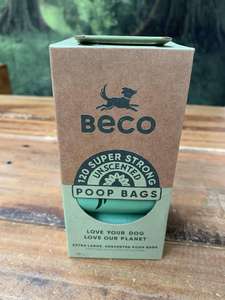 BECO
120 SUPER STRONG
UNSCENTED
POOP BAGS
LOVE YOUR DOG
LOVE OUR PLANET
EXTRA LARGE, UNSCENTED POOP BAGS